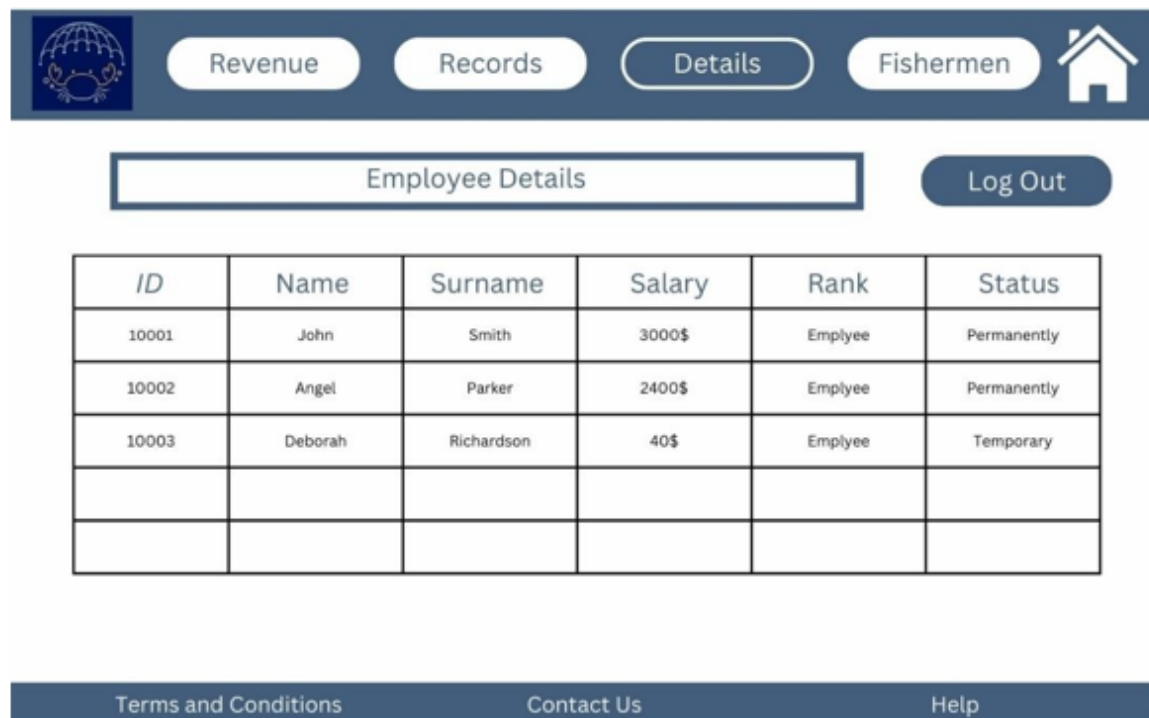 Revenue Records Details Fishermen
Employee Details
Log Out
ID Name Surname Salary Rank Status
10001 John Smith 3000$ Emplyee Permanently
10002 Angel Parker 2400$ Emplyee Permanently
10003 Deborah Richardson 40$ Emplyee Temporary
Terms and Conditions Contact Us Help